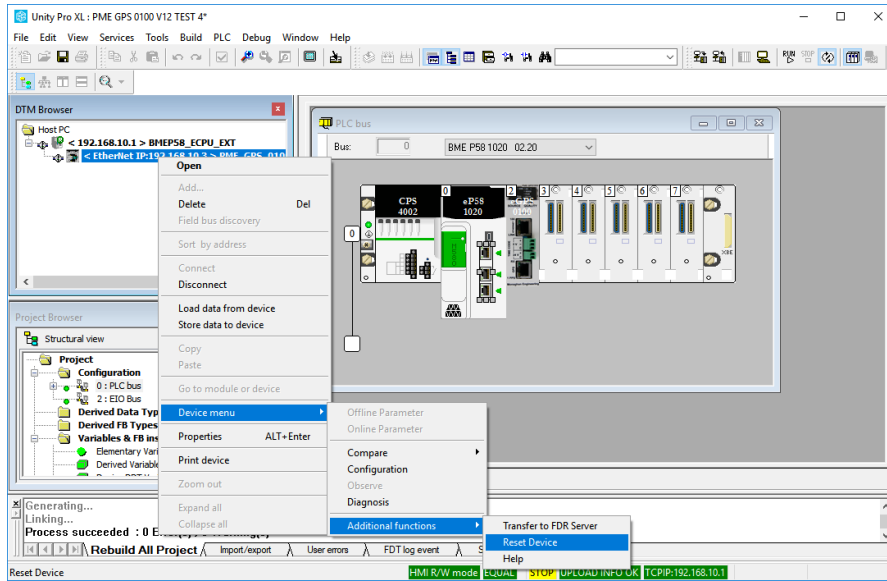 Unity Pro XL : PME GPS 0100 V12 TEST 4*
File Edit View Services Tools Build PLC Debug Window Help
DTM Browser
Host PC
< 192.168.10.1 > BMEP58_ECPU_EXT
< EtherNet IP:192.168.10.3 > PME_GPS_010
Open
Add...
Delete Del
Field bus discovery
Sort by address
Connect
Disconnect
Load data from device
Store data to device
Copy
Paste
Go to module or device
Device menu
Properties ALT+Enter
Print device
Zoom out
Expand all
Collapse all
Offline Parameter
Online Parameter
Compare
Configuration
Observe
Diagnosis
Additional functions
Transfer to FDR Server
Reset Device
Help
PLC bus
Bus: 0 BME P58 1020 02.20
0
CPS
4002
0
eP58
1020
2
eGPS
0100
3
4
5
6
7
XBE
Project Browser
Structural view
Project
Configuration
0 : PLC bus
2 : EIO Bus
Derived Data Typ
Derived FB Types
Variables & FB ins
Elementary Vari
Derived Variable
Generating...
Linking...
Process succeeded : 0 E
Rebuild All Project Import/export User errors FDT log event S
Reset Device HMI R/W mode EQUAL STOP UPLOAD INFO OK TCPIP:192.168.10.1